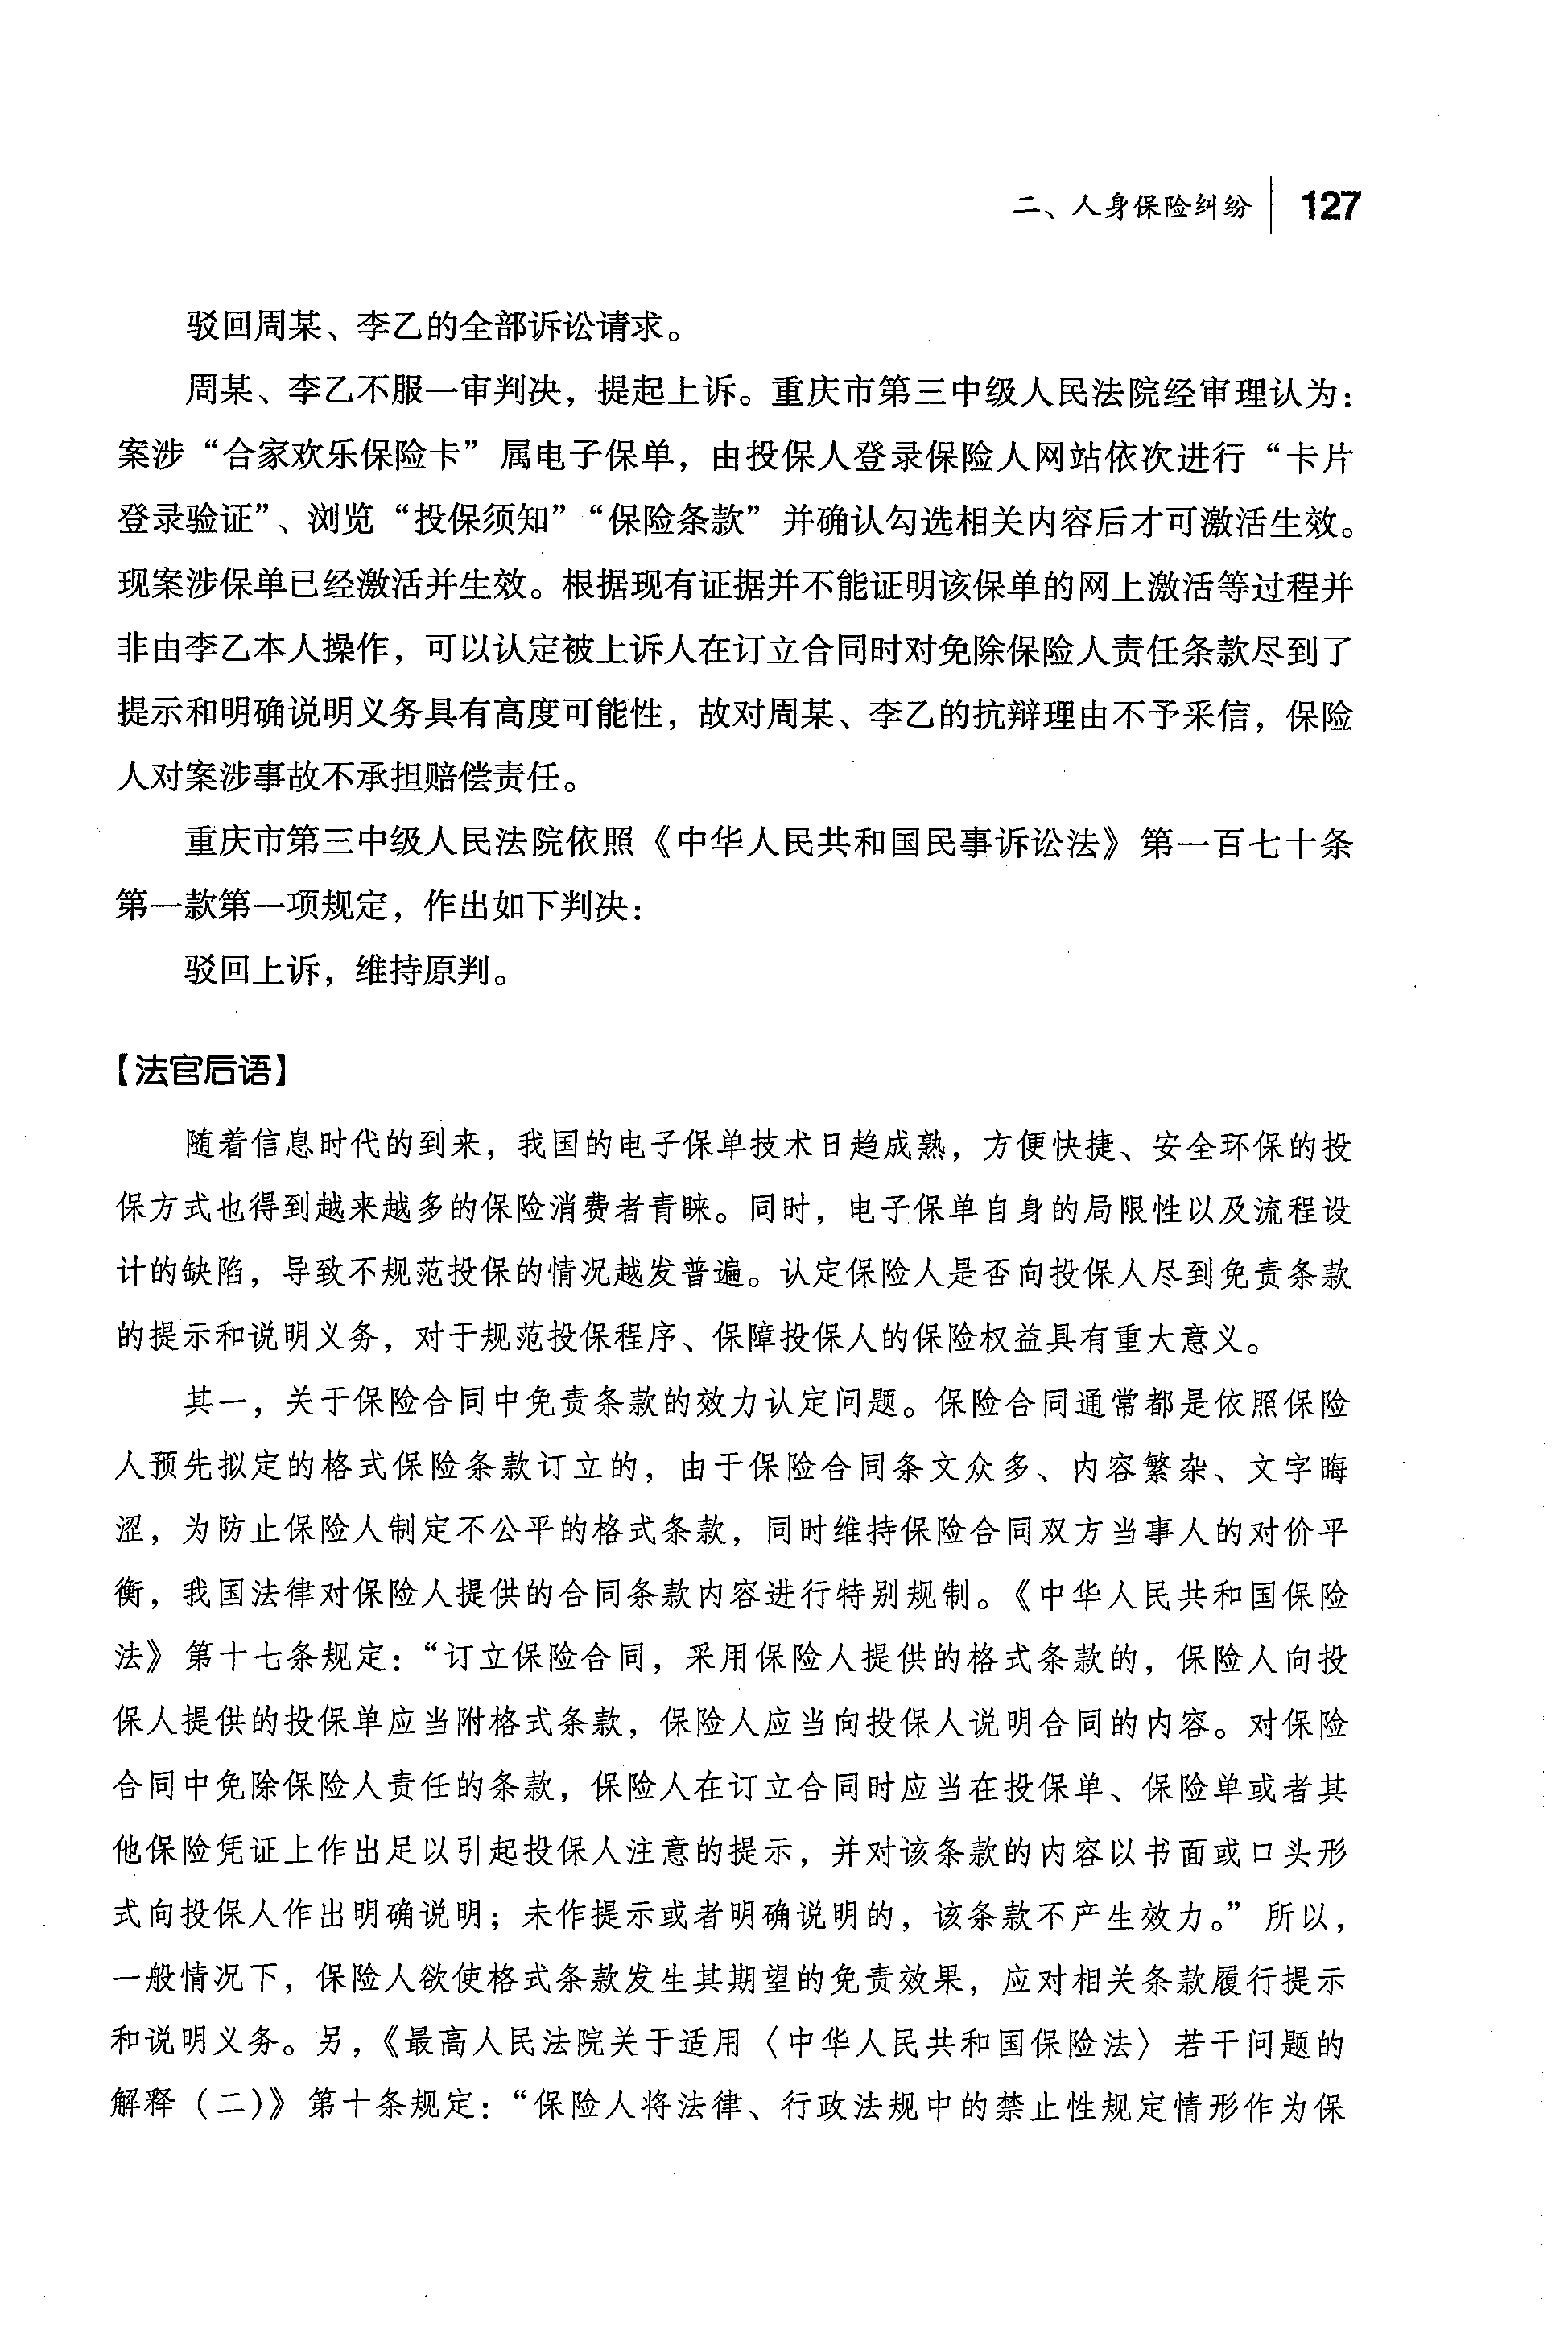 二、人身保险纠纷 127
驳回周某、李乙的全部诉讼请求。
周某、李乙不服一审判决，提起上诉。重庆市第三中级人民法院经审理认为：
案涉“合家欢乐保险卡”属电子保单，由投保人登录保险人网站依次进行“卡片
登录验证”、浏览“投保须知”“保险条款”并确认勾选相关内容后才可激活生效。
现案涉保单已经激活并生效。根据现有证据并不能证明该保单的网上激活等过程并
非由李乙本人操作，可以认定被上诉人在订立合同时对免除保险人责任条款尽到了
提示和明确说明义务具有高度可能性，故对周某、李乙的抗辩理由不予采信，保险
人对案涉事故不承担赔偿责任。
重庆市第三中级人民法院依照《中华人民共和国民事诉讼法》第一百七十条
第一款第一项规定，作出如下判决：
驳回上诉，维持原判。
【法官后语】
随着信息时代的到来，我国的电子保单技术日趋成熟，方便快捷、安全环保的投
保方式也得到越来越多的保险消费者青睐。同时，电子保单自身的局限性以及流程设
计的缺陷，导致不规范投保的情况越发普遍。认定保险人是否向投保人尽到免责条款
的提示和说明义务，对于规范投保程序、保障投保人的保险权益具有重大意义。
其一，关于保险合同中免责条款的效力认定问题。保险合同通常都是依照保险
人预先拟定的格式保险条款订立的，由于保险合同条文众多、内容繁杂、文字晦
涩，为防止保险人制定不公平的格式条款，同时维持保险合同双方当事人的对价平
衡，我国法律对保险人提供的合同条款内容进行特别规制。《中华人民共和国保险
法》第十七条规定：“订立保险合同，采用保险人提供的格式条款的，保险人向投
保人提供的投保单应当附格式条款，保险人应当向投保人说明合同的内容。对保险
合同中免除保险人责任的条款，保险人在订立合同时应当在投保单、保险单或者其
他保险凭证上作出足以引起投保人注意的提示，并对该条款的内容以书面或口头形
式向投保人作出明确说明；未作提示或者明确说明的，该条款不产生效力。”所以，
一般情况下，保险人欲使格式条款发生其期望的免责效果，应对相关条款履行提示
和说明义务。另，《最高人民法院关于适用〈中华人民共和国保险法〉若干问题的
解释（二）》第十条规定：“保险人将法律、行政法规中的禁止性规定情形作为保